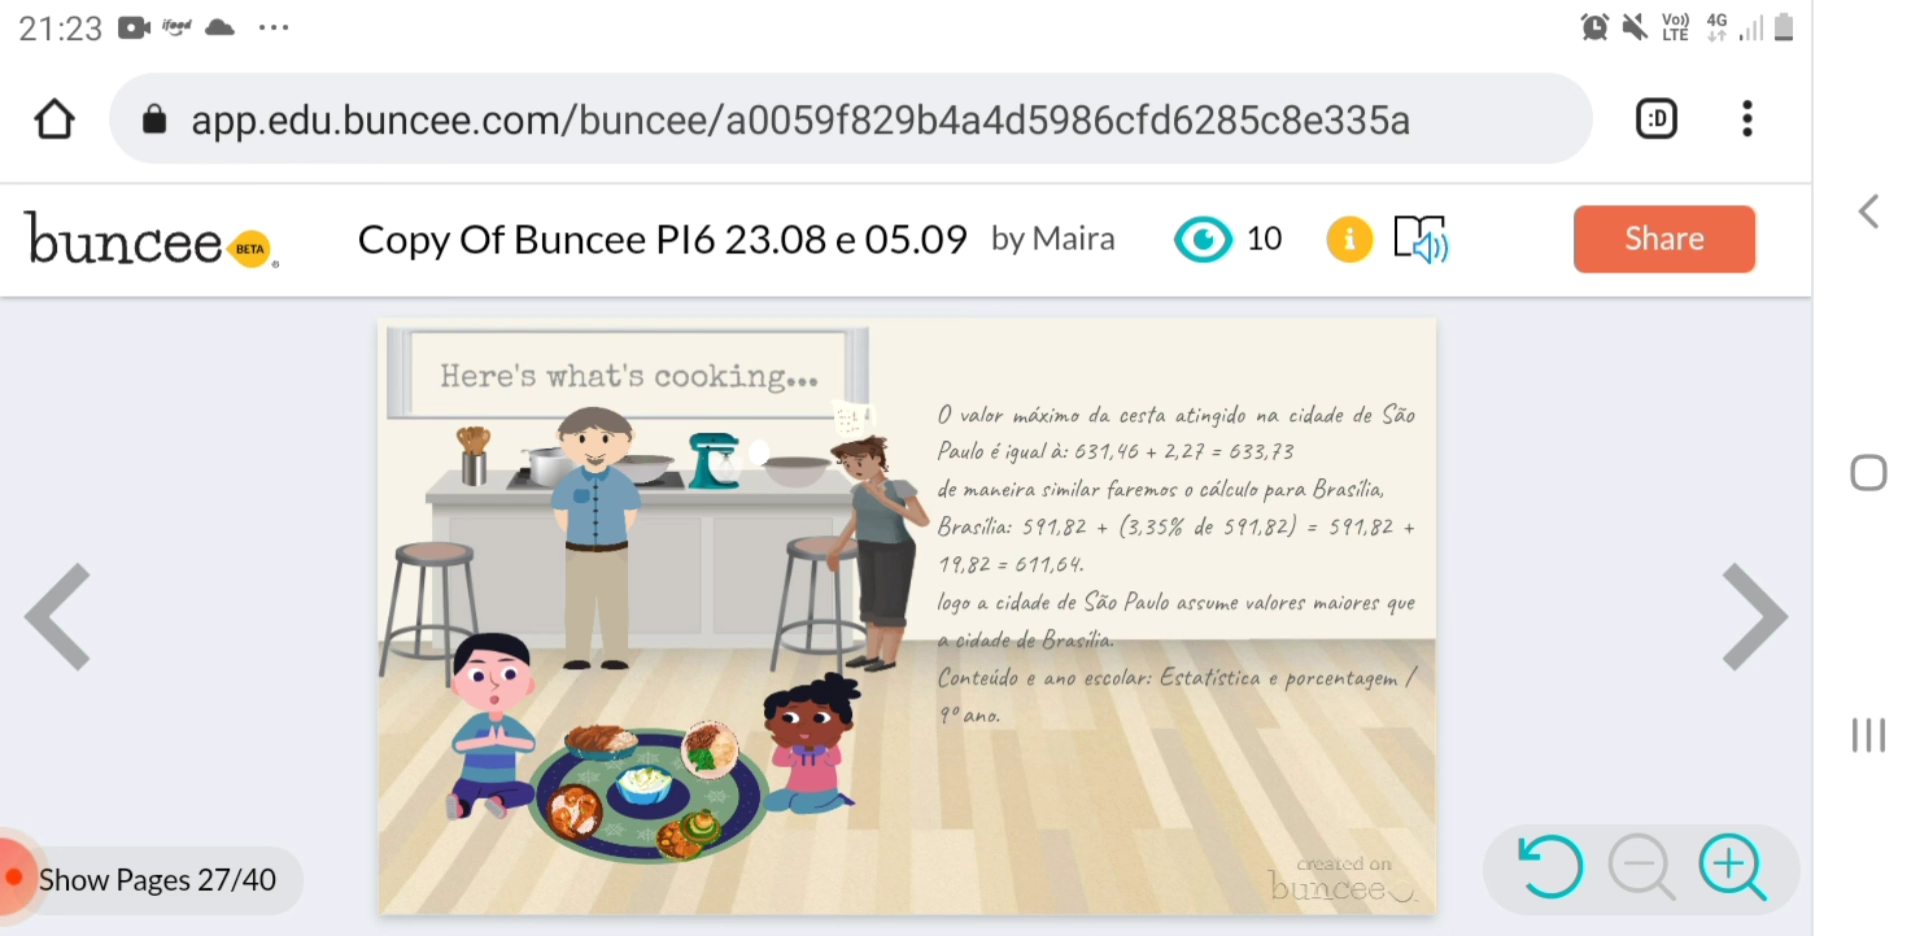 21:23
ifood
Vo))
LTE
4G
app.edu.buncee.com/buncee/a0059f829b4a4d5986cfd6285c8e335a
:D
buncee BETA
Copy Of Buncee PI6 23.08 e 05.09 by Maira
10
Share
Here's what's cooking...
O valor máximo da cesta atingido na cidade de São
Paulo é igual à: 631,46 + 2,27 = 633,73
de maneira similar faremos o cálculo para Brasília,
Brasília: 591,82 + (3,35% de 591,82) = 591,82 +
19,82 = 611,64.
logo a cidade de São Paulo assume valores maiores que
a cidade de Brasília.
Conteúdo e ano escolar: Estatística e porcentagem /
9º ano.
created on
buncee
Show Pages 27/40